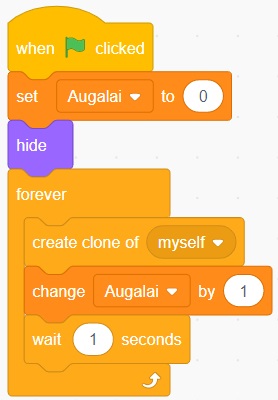 when clicked
set Augalai to 0
hide
forever
create clone of myself
change Augalai by 1
wait 1 seconds